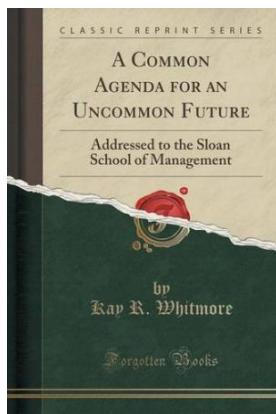 CLASSIC REPRINT SERIES
A COMMON
AGENDA FOR AN
UNCOMMON FUTURE
Addressed to the Sloan
School of Management
by
Kay R. Whitmore
Forgotten Books